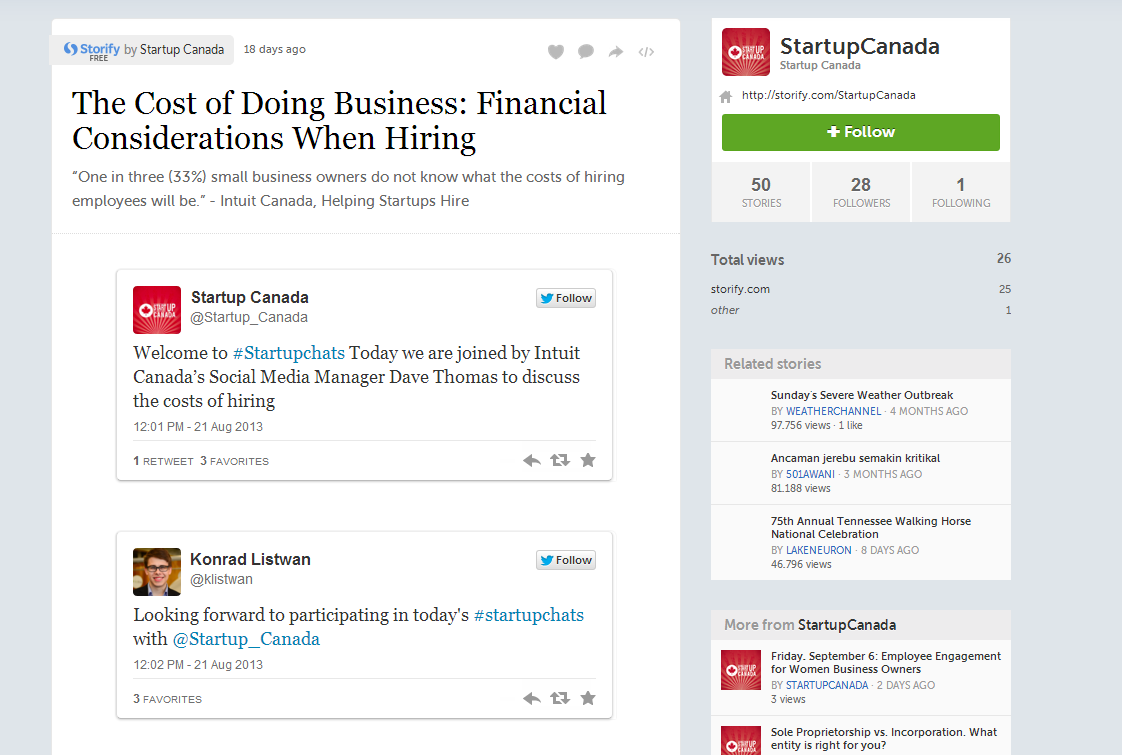 Storify by Startup Canada
FREE
18 days ago
The Cost of Doing Business: Financial
Considerations When Hiring
“One in three (33%) small business owners do not know what the costs of hiring
employees will be.” - Intuit Canada, Helping Startups Hire
STARTUP
CANADA
Startup Canada
@Startup_Canada
Follow
Welcome to #Startupchats Today we are joined by Intuit
Canada’s Social Media Manager Dave Thomas to discuss
the costs of hiring
12:01 PM - 21 Aug 2013
1 RETWEET 3 FAVORITES
Konrad Listwan
@klistwan
Follow
Looking forward to participating in today's #startupchats
with @Startup_Canada
12:02 PM - 21 Aug 2013
3 FAVORITES
STARTUP
CANADA
StartupCanada
Startup Canada
http://storify.com/StartupCanada
+ Follow
50
STORIES
28
FOLLOWERS
1
FOLLOWING
Total views 26
storify.com 25
other 1
Related stories
Sunday's Severe Weather Outbreak
BY WEATHERCHANNEL · 4 MONTHS AGO
97.756 views · 1 like
Ancaman jerebu semakin kritikal
BY 501AWANI · 3 MONTHS AGO
81.188 views
75th Annual Tennessee Walking Horse
National Celebration
BY LAKENEURON · 8 DAYS AGO
46.796 views
More from StartupCanada
STARTUP
CANADA
Friday. September 6: Employee Engagement
for Women Business Owners
BY STARTUPCANADA · 2 DAYS AGO
3 views
STARTUP
CANADA
Sole Proprietorship vs. Incorporation. What
entity is right for you?